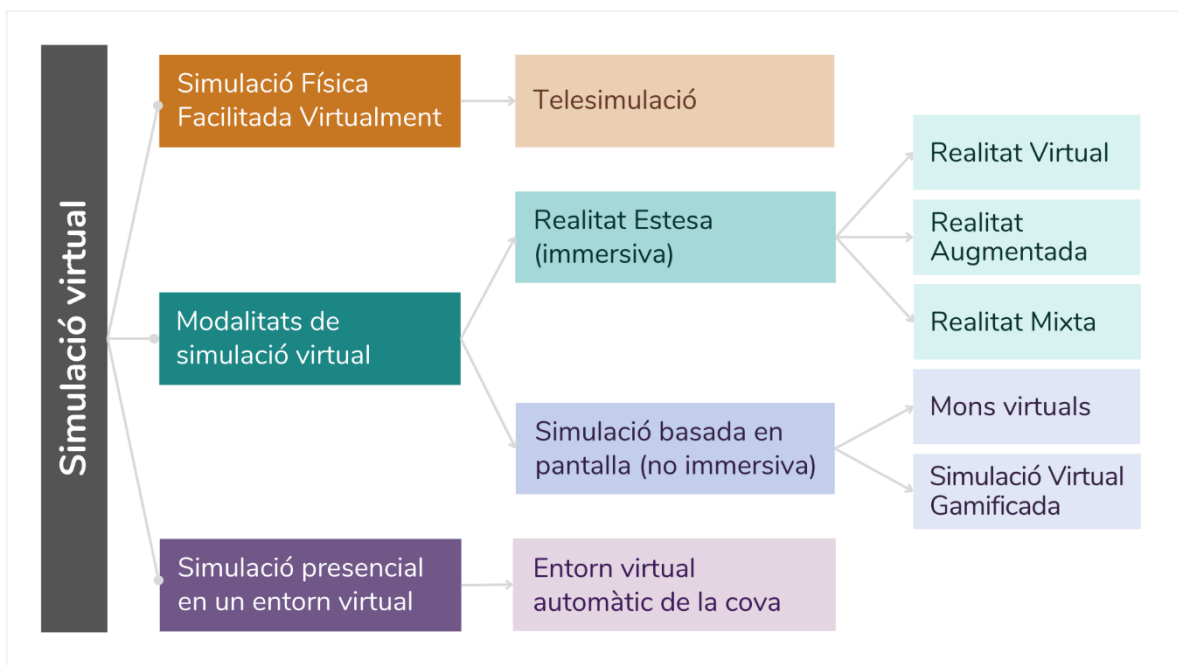 Simulació virtual
Simulació Física
Facilitada Virtualment
Telesimulació
Modalitats de
simulació virtual
Realitat Estesa
(immersiva)
Realitat Virtual
Realitat
Augmentada
Realitat Mixta
Simulació basada en
pantalla (no immersiva)
Mons virtuals
Simulació Virtual
Gamificada
Simulació presencial
en un entorn virtual
Entorn virtual
automàtic de la cova